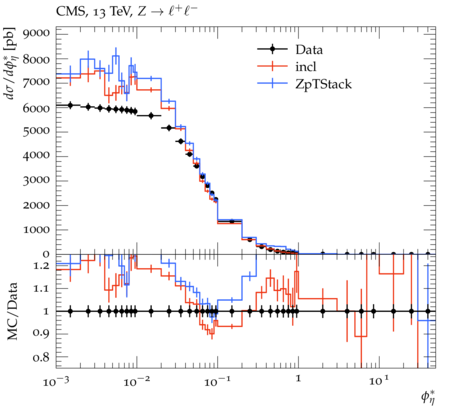 CMS, 13 TeV, Z → ℓ⁺ℓ⁻
dσ/dϕ*η [pb]
9000
8000
7000
6000
5000
4000
3000
2000
1000
0
Data
incl
ZpTStack
MC/Data
1.2
1.1
1
0.9
0.8
10⁻³
10⁻²
10⁻¹
1
10¹
ϕ*η